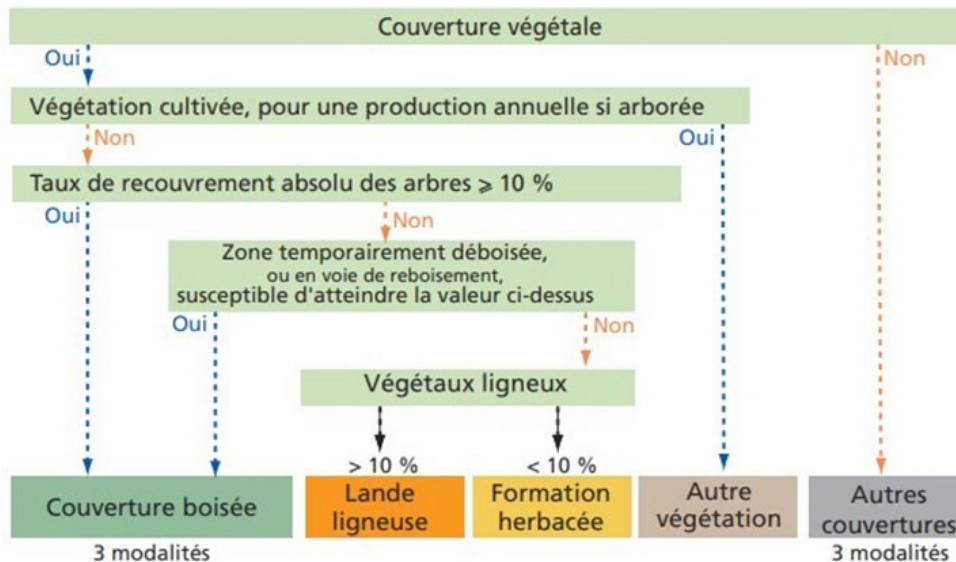 Couverture végétale
Oui
Non
Végétation cultivée, pour une production annuelle si arborée
Non
Oui
Taux de recouvrement absolu des arbres ⩾ 10 %
Oui
Non
Zone temporairement déboisée,
ou en voie de reboisement,
susceptible d'atteindre la valeur ci-dessus
Oui
Non
Végétaux ligneux
> 10 %
< 10 %
Couverture boisée
Lande
ligneuse
Formation
herbacée
Autre
végétation
Autres
couvertures
3 modalités
3 modalités